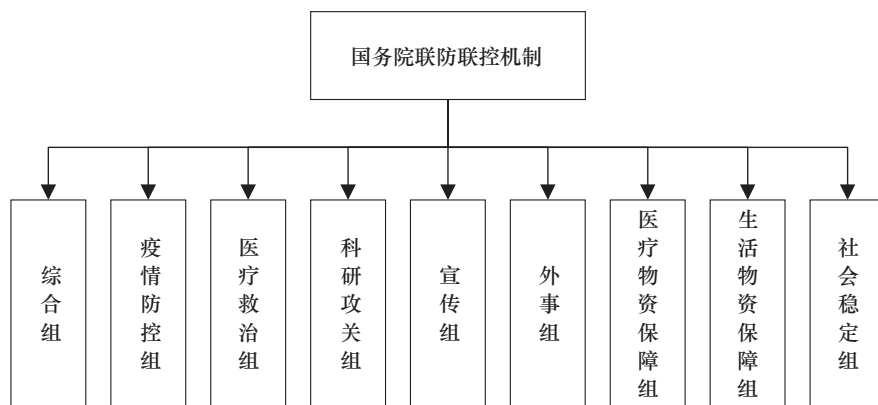 国务院联防联控机制
综合组
疫情防控组
医疗救治组
科研攻关组
宣传组
外事组
医疗物资保障组
生活物资保障组
社会稳定组